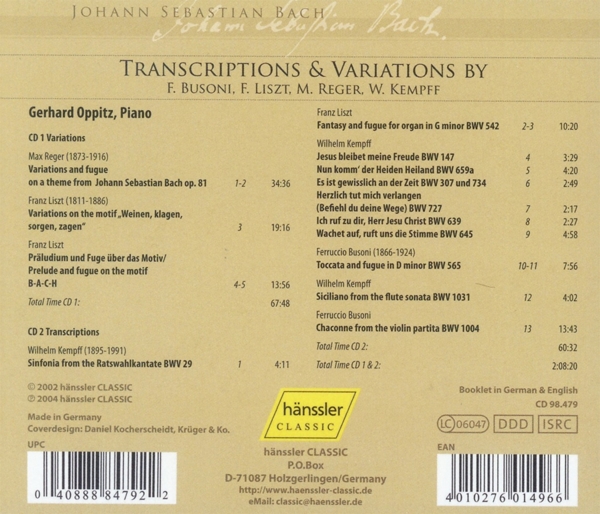 JOHANN SEBASTIAN BACH
Johann Sebastian Bach.
TRANSCRIPTIONS & VARIATIONS BY
F. BUSONI, F. LISZT, M. REGER, W. KEMPFF
Gerhard Oppitz, Piano
CD 1 Variations
Max Reger (1873-1916)
Variations and fugue
on a theme from Johann Sebastian Bach op. 81 1-2 34:36
Franz Liszt (1811-1886)
Variations on the motif „Weinen, klagen,
sorgen, zagen“ 3 19:16
Franz Liszt
Präludium und Fuge über das Motiv/
Prelude and fugue on the motif
B-A-C-H 4-5 13:56
Total Time CD 1: 67:48
CD 2 Transcriptions
Wilhelm Kempff (1895-1991)
Sinfonia from the Ratswahlkantate BWV 29 1 4:11
Franz Liszt
Fantasy and fugue for organ in G minor BWV 542 2-3 10:20
Wilhelm Kempff
Jesus bleibet meine Freude BWV 147 4 3:29
Nun komm’ der Heiden Heiland BWV 659a 5 4:20
Es ist gewisslich an der Zeit BWV 307 und 734 6 2:49
Herzlich tut mich verlangen
(Befiehl du deine Wege) BWV 727 7 2:17
Ich ruf zu dir, Herr Jesu Christ BWV 639 8 2:27
Wachet auf, ruft uns die Stimme BWV 645 9 4:58
Ferruccio Busoni (1866-1924)
Toccata and fugue in D minor BWV 565 10-11 7:56
Wilhelm Kempff
Siciliano from the flute sonata BWV 1031 12 4:02
Ferruccio Busoni
Chaconne from the violin partita BWV 1004 13 13:43
Total Time CD 2: 60:32
Total Time CD 1 & 2: 2:08:20
© 2002 hänssler CLASSIC
℗ 2004 hänssler CLASSIC
Made in Germany
Coverdesign: Daniel Kocherscheidt, Krüger & Ko.
UPC
0 40888 84792 2
hänssler
CLASSIC
hänssler CLASSIC
P.O.Box
D-71087 Holzgerlingen/Germany
http://www.haenssler-classic.de
eMail: classic@haenssler.de
Booklet in German & English
CD 98.479
LC 06047 DDD ISRC
EAN
4 010276 014966